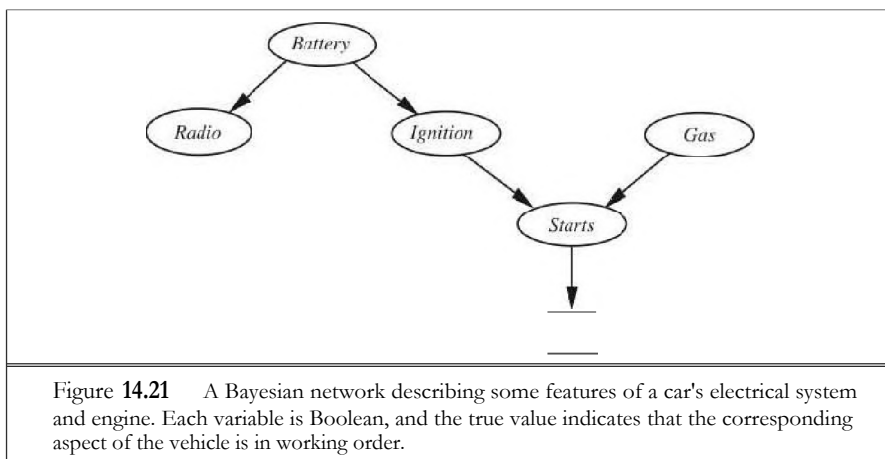 Battery
Radio
Ignition
Gas
Starts
Figure 14.21 A Bayesian network describing some features of a car's electrical system
and engine. Each variable is Boolean, and the true value indicates that the corresponding
aspect of the vehicle is in working order.